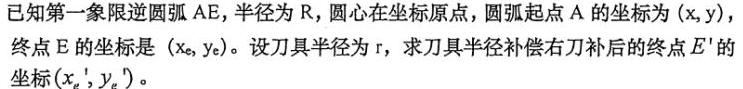 已知第一象限逆圆弧 AE，半径为 R，圆心在坐标原点，圆弧起点 A 的坐标为 (x, y)，
终点 E 的坐标是 (xₑ, yₑ)。设刀具半径为 r，求刀具半径补偿右刀补后的终点 E' 的
坐标(xₑ', yₑ')。